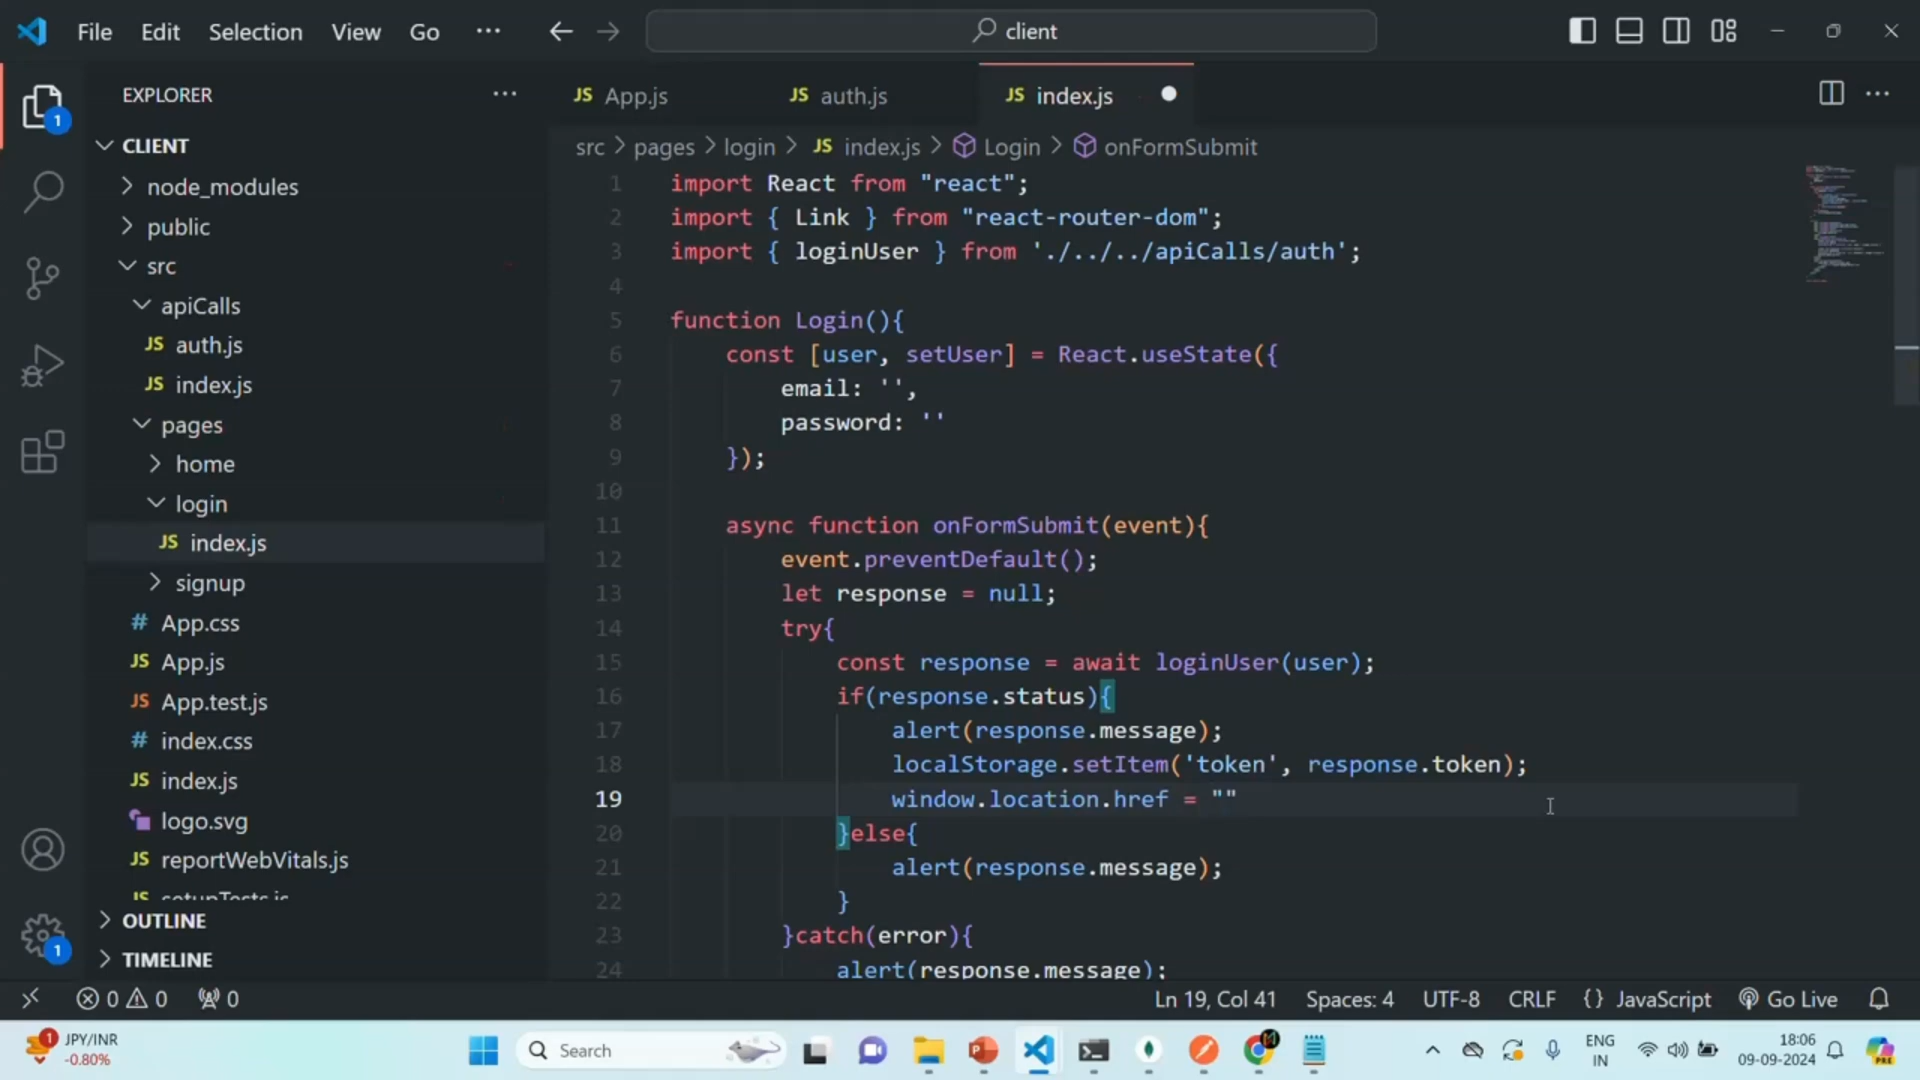 File Edit Selection View Go ··· client
EXPLORER ···
App.js
auth.js
index.js
1
CLIENT
node_modules
public
src
apiCalls
JS auth.js
JS index.js
pages
home
login
JS index.js
signup
# App.css
JS App.js
JS App.test.js
# index.css
JS index.js
logo.svg
JS reportWebVitals.js
JS setupTests.js
OUTLINE
TIMELINE
1
src > pages > login > JS index.js > Login > onFormSubmit
1 import React from "react";
2 import { Link } from "react-router-dom";
3 import { loginUser } from './../../apiCalls/auth';
4
5 function Login(){
6 const [user, setUser] = React.useState({
7 email: '',
8 password: ''
9 });
10
11 async function onFormSubmit(event){
12 event.preventDefault();
13 let response = null;
14 try{
15 const response = await loginUser(user);
16 if(response.status){
17 alert(response.message);
18 localStorage.setItem('token', response.token);
19 window.location.href = ""
20 }else{
21 alert(response.message);
22 }
23 }catch(error){
24 alert(response.message);
0 0 0 Ln 19, Col 41 Spaces: 4 UTF-8 CRLF {} JavaScript Go Live
1 JPY/INR
-0.80%
Search
ENG
IN
18:06
09-09-2024
PRE